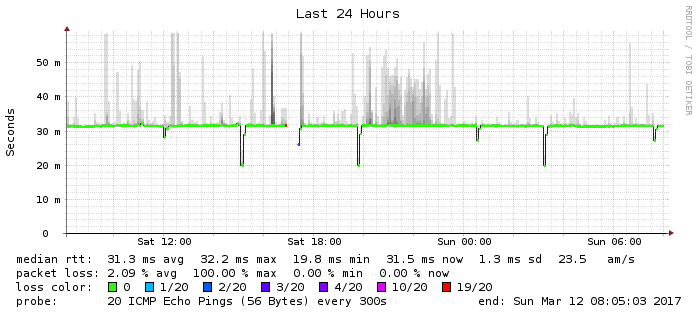 Last 24 Hours
RRDTOOL / TOBI OETIKER
Seconds
50 m
40 m
30 m
20 m
10 m
0
Sat 12:00 Sat 18:00 Sun 00:00 Sun 06:00
median rtt: 31.3 ms avg 32.2 ms max 19.8 ms min 31.5 ms now 1.3 ms sd 23.5 am/s
packet loss: 2.09 % avg 100.00 % max 0.00 % min 0.00 % now
loss color: 0 1/20 2/20 3/20 4/20 10/20 19/20
probe: 20 ICMP Echo Pings (56 Bytes) every 300s end: Sun Mar 12 08:05:03 2017